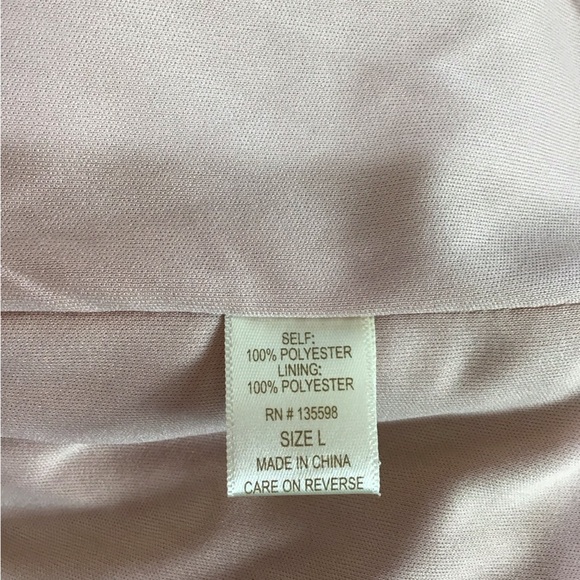 SELF:
100% POLYESTER
LINING:
100% POLYESTER
RN # 135598
SIZE L
MADE IN CHINA
CARE ON REVERSE